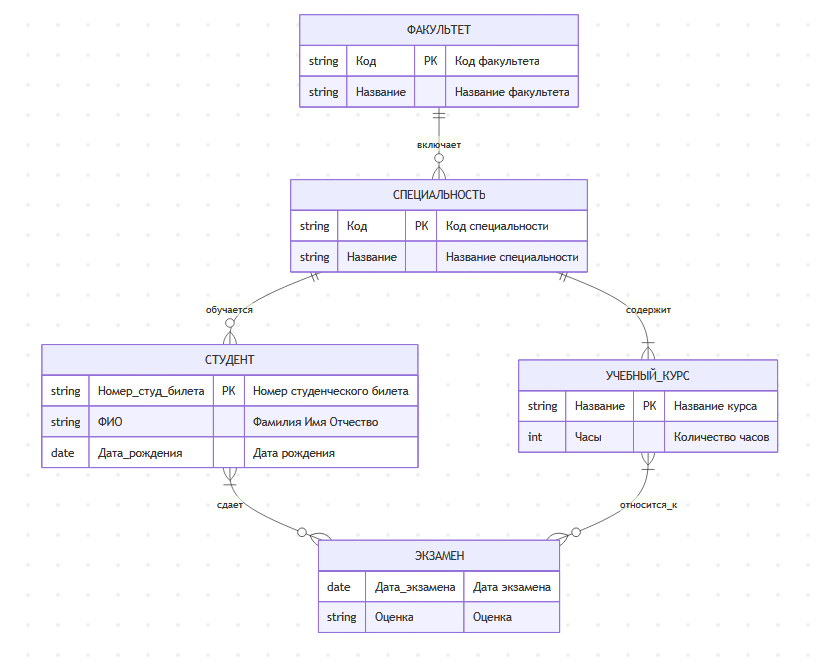 ФАКУЛЬТЕТ
string Код PK Код факультета
string Название Название факультета
включает
СПЕЦИАЛЬНОСТЬ
string Код PK Код специальности
string Название Название специальности
обучается
содержит
СТУДЕНТ
string Номер_студ_билета PK Номер студенческого билета
string ФИО Фамилия Имя Отчество
date Дата_рождения Дата рождения
УЧЕБНЫЙ_КУРС
string Название PK Название курса
int Часы Количество часов
сдает
относится_к
ЭКЗАМЕН
date Дата_экзамена Дата экзамена
string Оценка Оценка